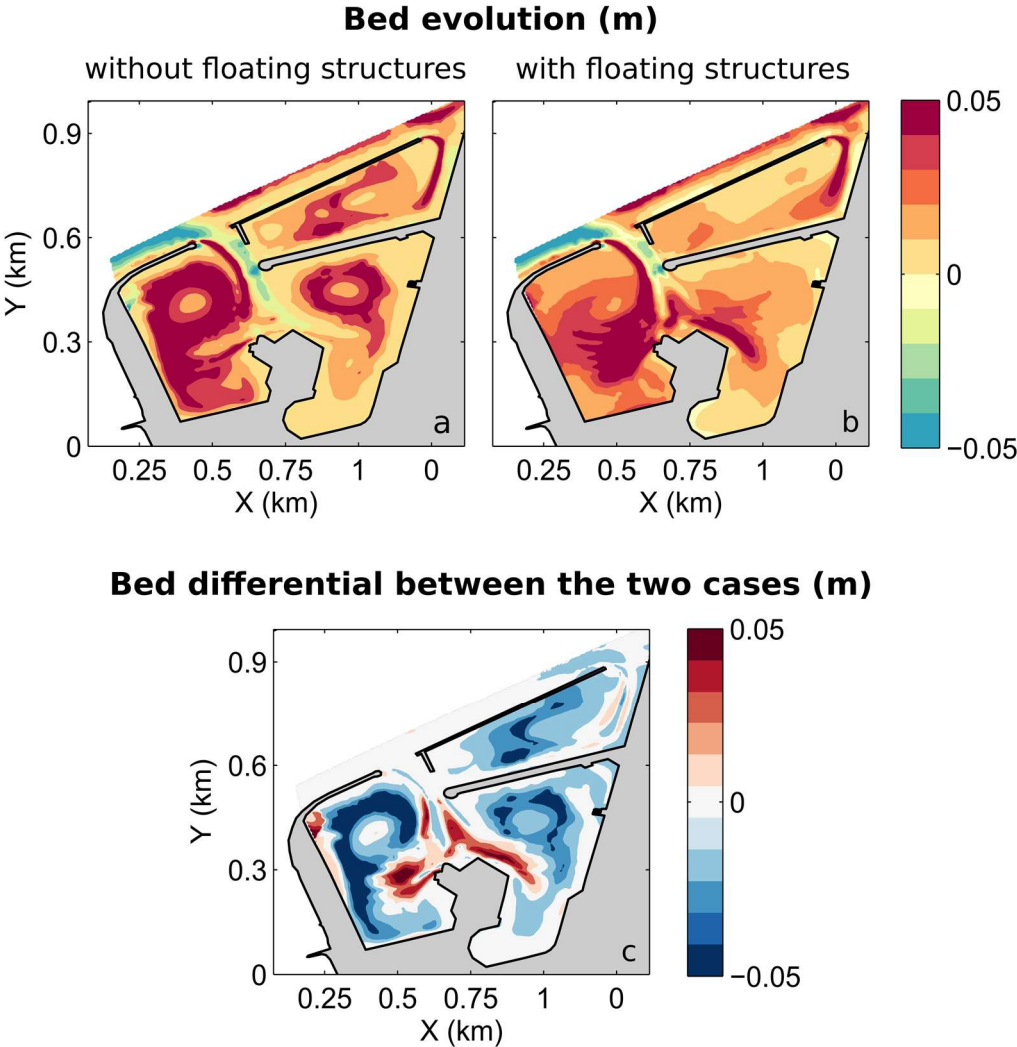 Bed evolution (m)
without floating structures
with floating structures
0.9
0.6
0.3
0
Y (km)
0.25 0.5 0.75 1 0
X (km)
a
0.25 0.5 0.75 1 0
X (km)
b
0.05
0
−0.05
Bed differential between the two cases (m)
0.9
0.6
0.3
0
Y (km)
0.25 0.5 0.75 1 0
X (km)
c
0.05
0
−0.05